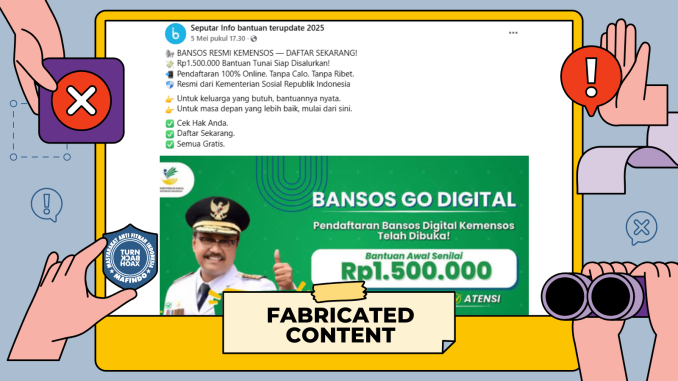 Seputar Info bantuan terupdate 2025
5 Mei pukul 17.30
BANSOS RESMI KEMENSOS — DAFTAR SEKARANG!
Rp1.500.000 Bantuan Tunai Siap Disalurkan!
Pendaftaran 100% Online. Tanpa Calo. Tanpa Ribet.
Resmi dari Kementerian Sosial Republik Indonesia
Untuk keluarga yang butuh, bantuannya nyata.
Untuk masa depan yang lebih baik, mulai dari sini.
Cek Hak Anda.
Daftar Sekarang.
Semua Gratis.
BANSOS GO DIGITAL
Pendaftaran Bansos Digital Kemensos
Telah Dibuka!
Bantuan Awal Senilai
Rp1.500.000
ATENSI
MASYARAKAT ANTI FITNAH INDONESIA
TURN
BACK
HOAX
MAFINDO
FABRICATED
CONTENT